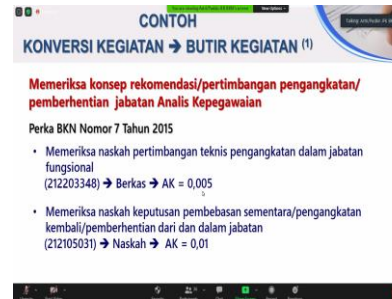 CONTOH
KONVERSI KEGIATAN → BUTIR KEGIATAN (1)
Memeriksa konsep rekomendasi/pertimbangan pengangkatan/
pemberhentian jabatan Analis Kepegawaian
Perka BKN Nomor 7 Tahun 2015
• Memeriksa naskah pertimbangan teknis pengangkatan dalam jabatan
fungsional
(212203348) → Berkas → AK = 0,005
• Memeriksa naskah keputusan pembebasan sementara/pengangkatan
kembali/pemberhentian dari dan dalam jabatan
(212105031) → Naskah → AK = 0,01